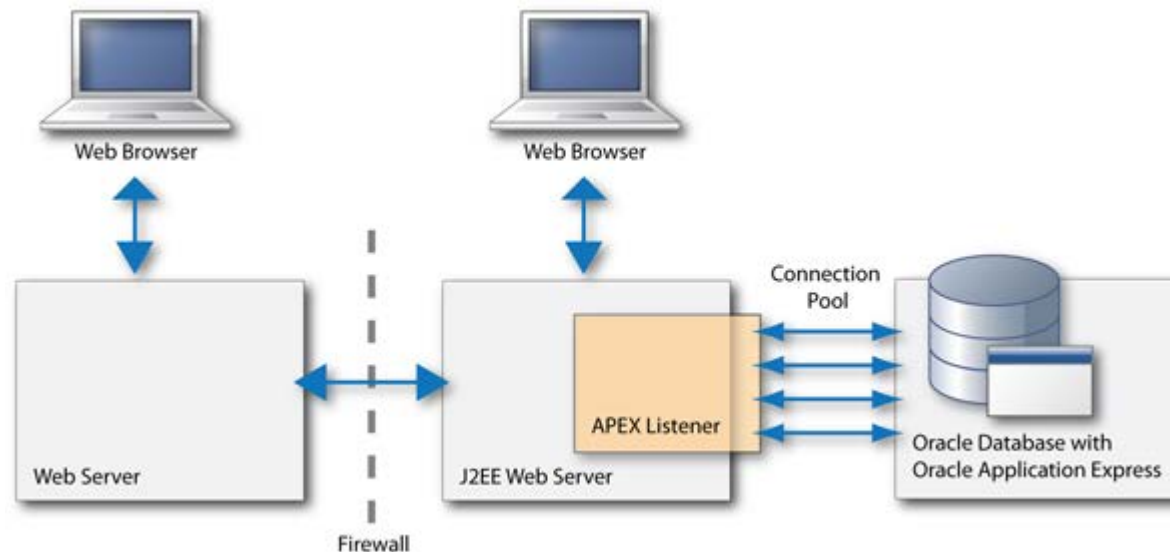 Web Browser
Web Browser
Connection
Pool
APEX Listener
Web Server
J2EE Web Server
Oracle Database with
Oracle Application Express
Firewall